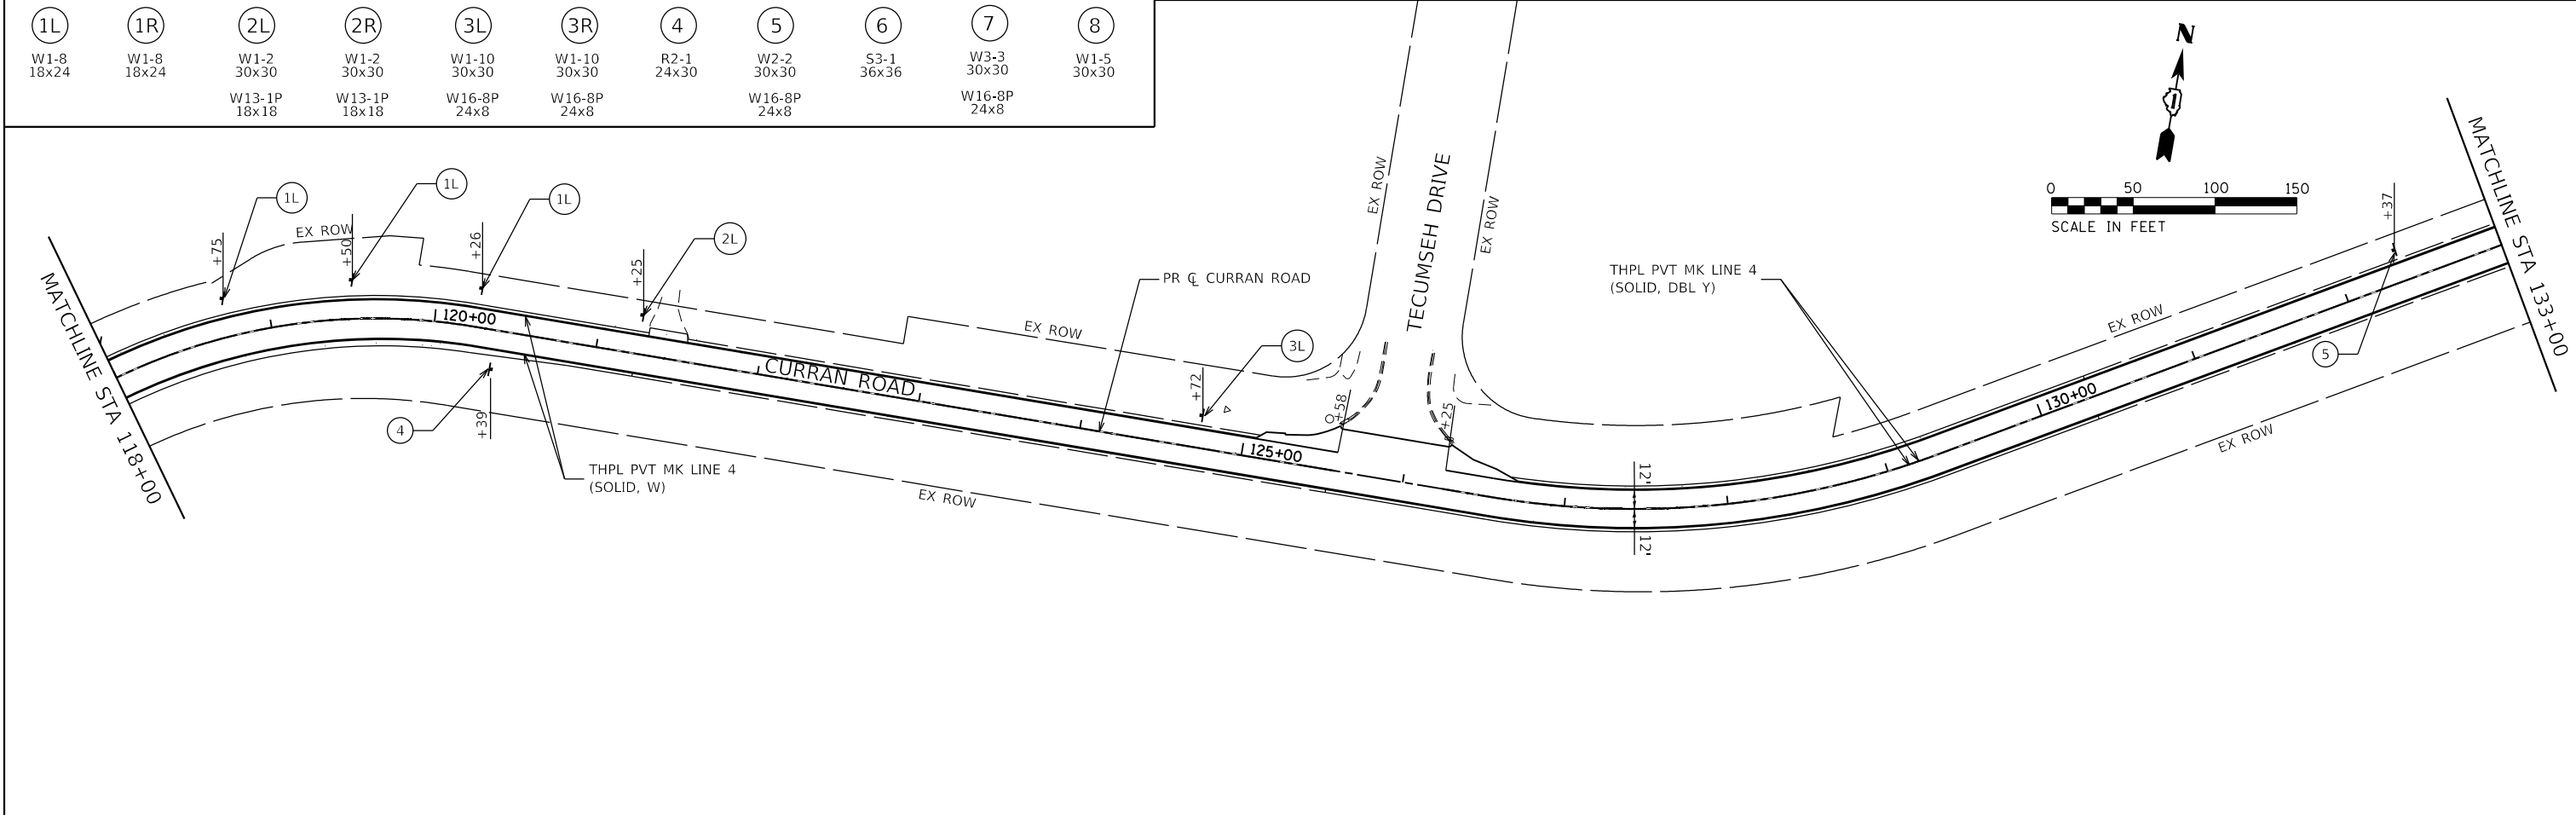 1L 1R 2L 2R 3L 3R 4 5 6 7 8
W1-8 W1-8 W1-2 W1-2 W1-10 W1-10 R2-1 W2-2 S3-1 W3-3 W1-5
18x24 18x24 30x30 30x30 30x30 30x30 24x30 30x30 36x36 30x30 30x30
W13-1P W13-1P W16-8P W16-8P W16-8P W16-8P
18x18 18x18 24x8 24x8 24x8 24x8
N
1
0 50 100 150
SCALE IN FEET
MATCHLINE STA 118+00
1L
+75
EX ROW
1L
+50
1L
+26
2L
+25
120+00
4
+39
THPL PVT MK LINE 4
(SOLID, W)
CURRAN ROAD
EX ROW
EX ROW
PR ℄ CURRAN ROAD
3L
+72
125+00
+58
+25
EX ROW
TECUMSEH DRIVE
EX ROW
12'
12'
THPL PVT MK LINE 4
(SOLID, DBL Y)
130+00
EX ROW
EX ROW
5
+37
MATCHLINE STA 133+00